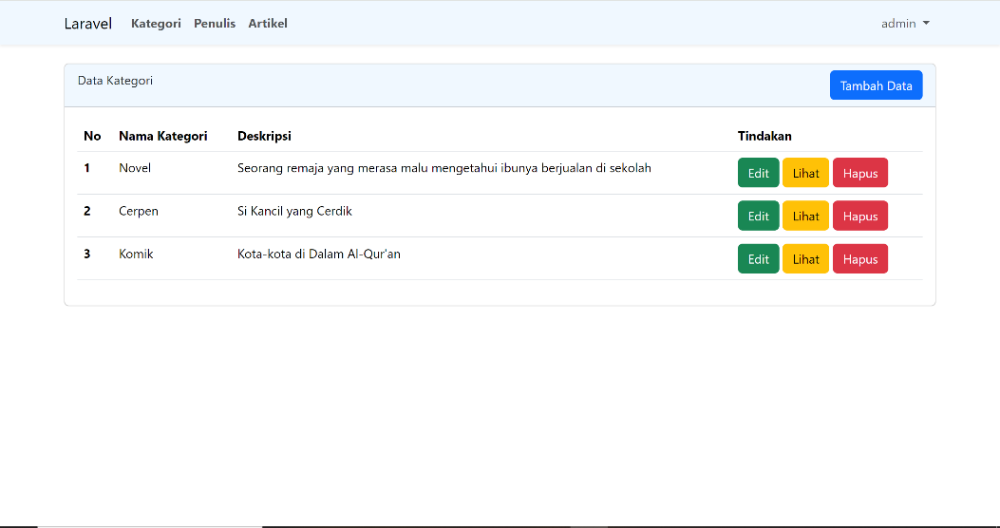 Laravel Kategori Penulis Artikel admin
Data Kategori Tambah Data
No Nama Kategori Deskripsi Tindakan
1 Novel Seorang remaja yang merasa malu mengetahui ibunya berjualan di sekolah Edit Lihat Hapus
2 Cerpen Si Kancil yang Cerdik Edit Lihat Hapus
3 Komik Kota-kota di Dalam Al-Qur'an Edit Lihat Hapus